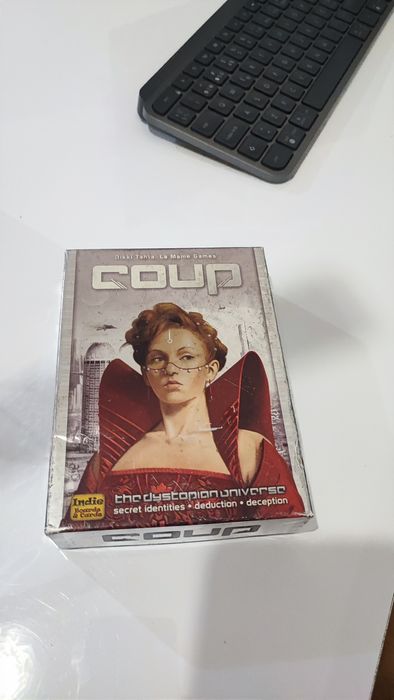 Rikki Tahta. La Mame Games
COUP
the dystopian universe
secret identities • deduction • deception
Indie
Boards
& Cards
COUP